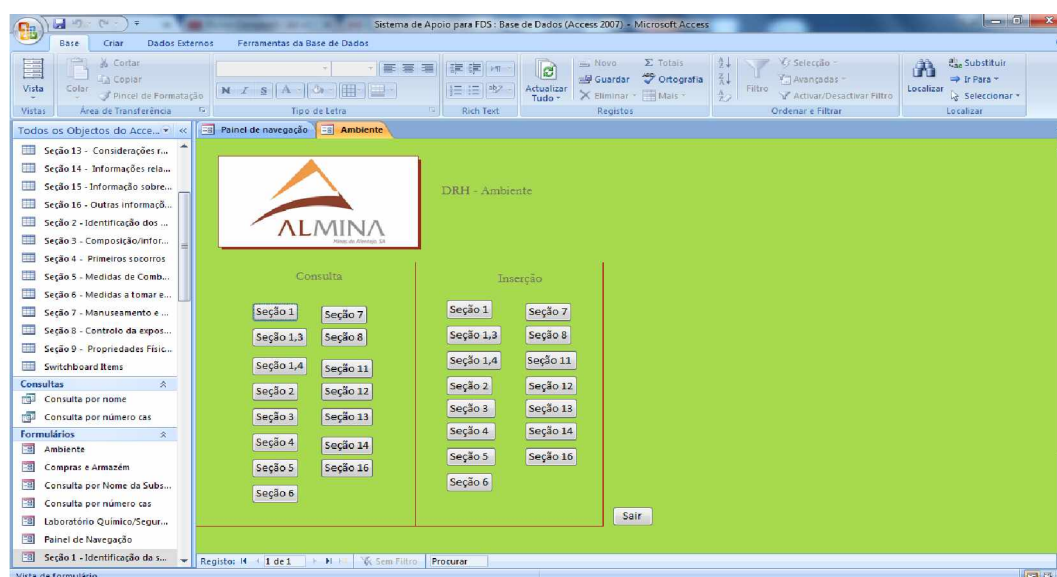 Sistema de Apoio para FDS : Base de Dados (Access 2007) - Microsoft Access
Base Criar Dados Externos Ferramentas da Base de Dados
Vista
Vistas
Colar
Cortar
Copiar
Pincel de Formatação
Área de Transferência
N I S
Tipo de Letra
Rich Text
Actualizar Tudo
Novo
Guardar
Eliminar
Totais
Ortografia
Mais
Registos
Filtro
Selecção
Avançadas
Activar/Desactivar Filtro
Ordenar e Filtrar
Localizar
Substituir
Ir Para
Seleccionar
Localizar
Todos os Objectos do Acce...
Seção 13 - Considerações r...
Seção 14 - Informações rela...
Seção 15 - Informação sobre...
Seção 16 - Outras informaçõ...
Seção 2 - Identificação dos ...
Seção 3 - Composição/infor...
Seção 4 - Primeiros socorros
Seção 5 - Medidas de Comb...
Seção 6 - Medidas a tomar e...
Seção 7 - Manuseamento e ...
Seção 8 - Controlo da expos...
Seção 9 - Propriedades Físic...
Switchboard Items
Consultas
Consulta por nome
Consulta por número cas
Formulários
Ambiente
Compras e Armazém
Consulta por Nome da Subs...
Consulta por número cas
Laboratório Químico/Segur...
Painel de Navegação
Seção 1 - Identificação da s...
Painel de navegação Ambiente
ALMINA
Minas do Alentejo, SA
DRH - Ambiente
Consulta
Seção 1 Seção 7
Seção 1,3 Seção 8
Seção 1,4 Seção 11
Seção 2 Seção 12
Seção 3 Seção 13
Seção 4 Seção 14
Seção 5 Seção 16
Seção 6
Inserção
Seção 1 Seção 7
Seção 1,3 Seção 8
Seção 1,4 Seção 11
Seção 2 Seção 12
Seção 3 Seção 13
Seção 4 Seção 14
Seção 5 Seção 16
Seção 6
Sair
Registo: 1 de 1 Sem Filtro Procurar
Vista de formulário